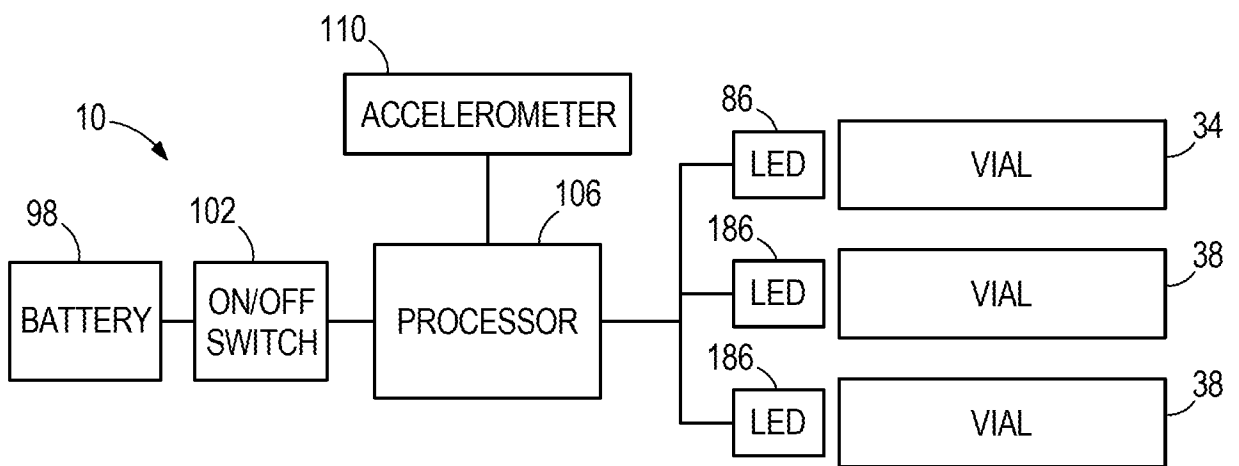 110
ACCELEROMETER
10
86
LED
34
VIAL
98
BATTERY
102
ON/OFF
SWITCH
106
PROCESSOR
186
LED
38
VIAL
186
LED
38
VIAL